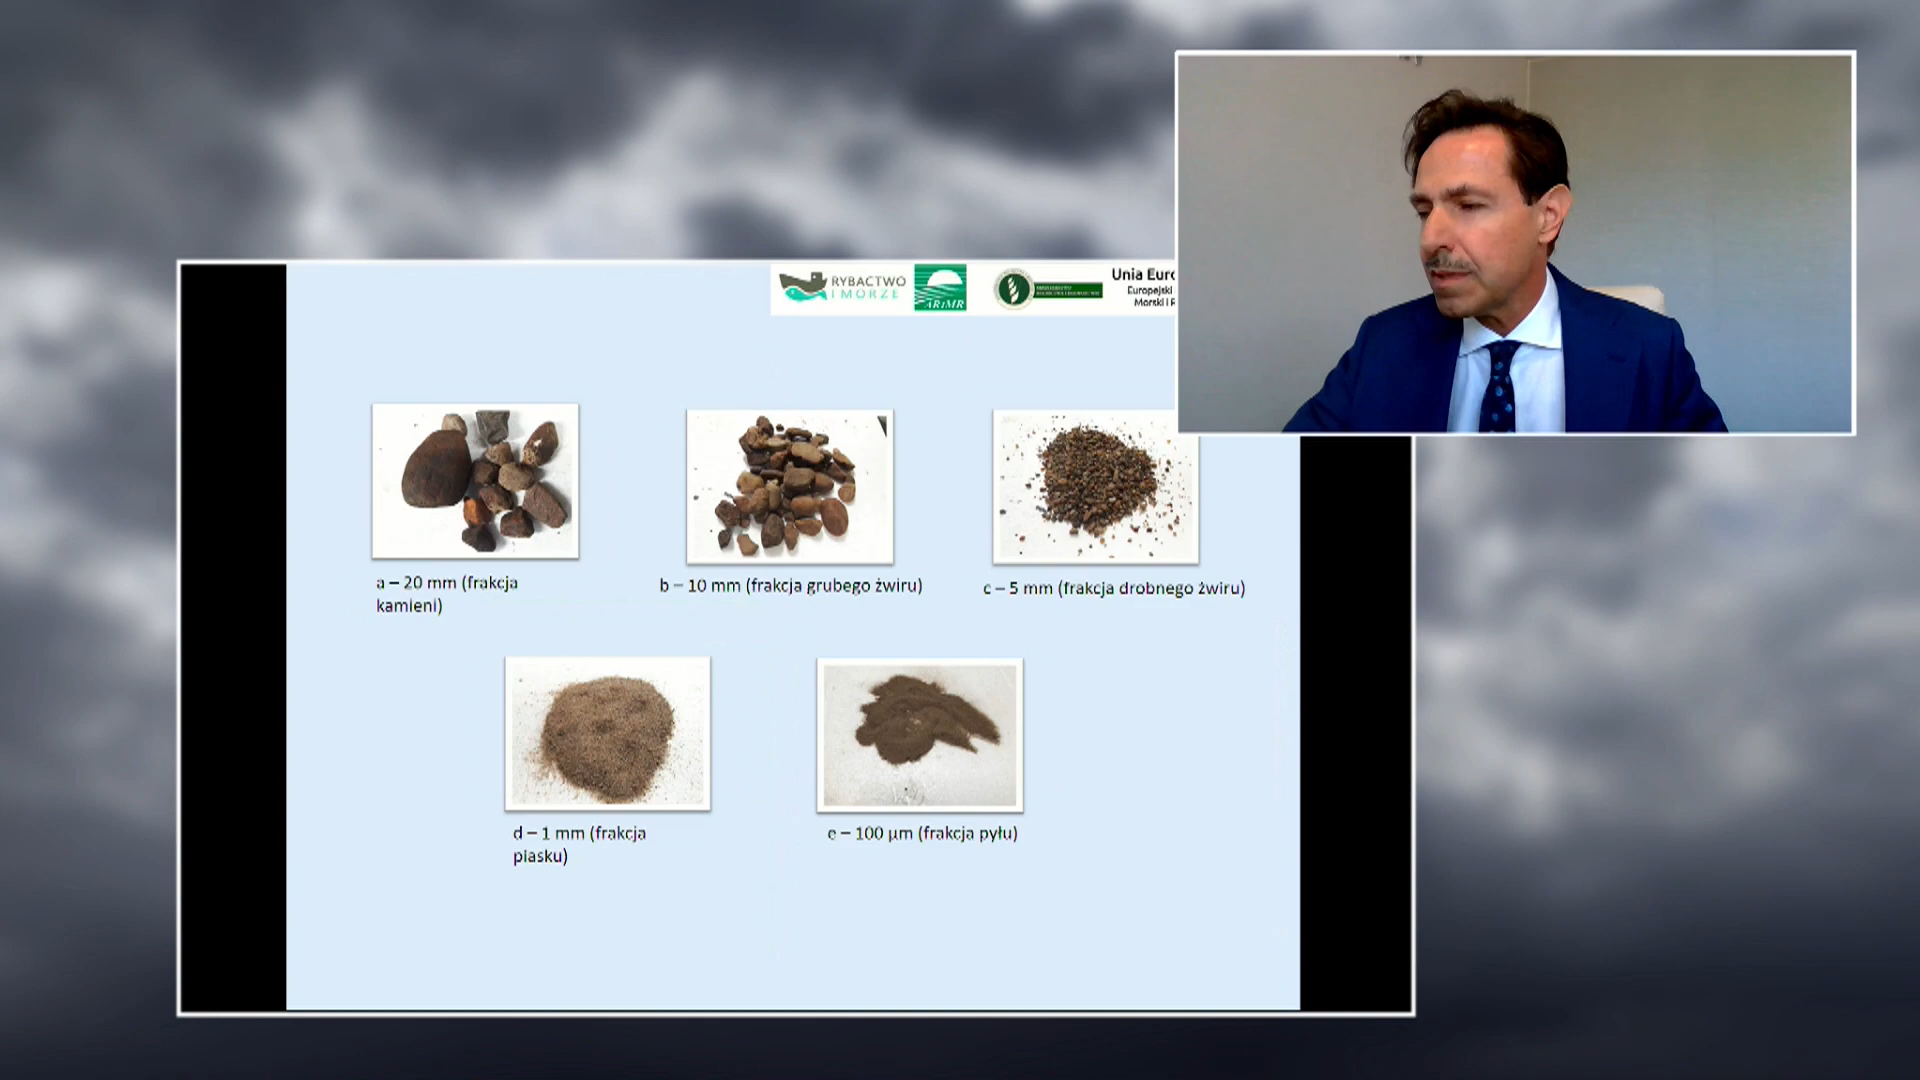 RYBACTWO
I MORZE
ARiMR
Unia Euro
Europejski
Morski i R
a – 20 mm (frakcja
kamieni)
b – 10 mm (frakcja grubego żwiru)
c – 5 mm (frakcja drobnego żwiru)
d – 1 mm (frakcja
piasku)
e – 100 µm (frakcja pyłu)